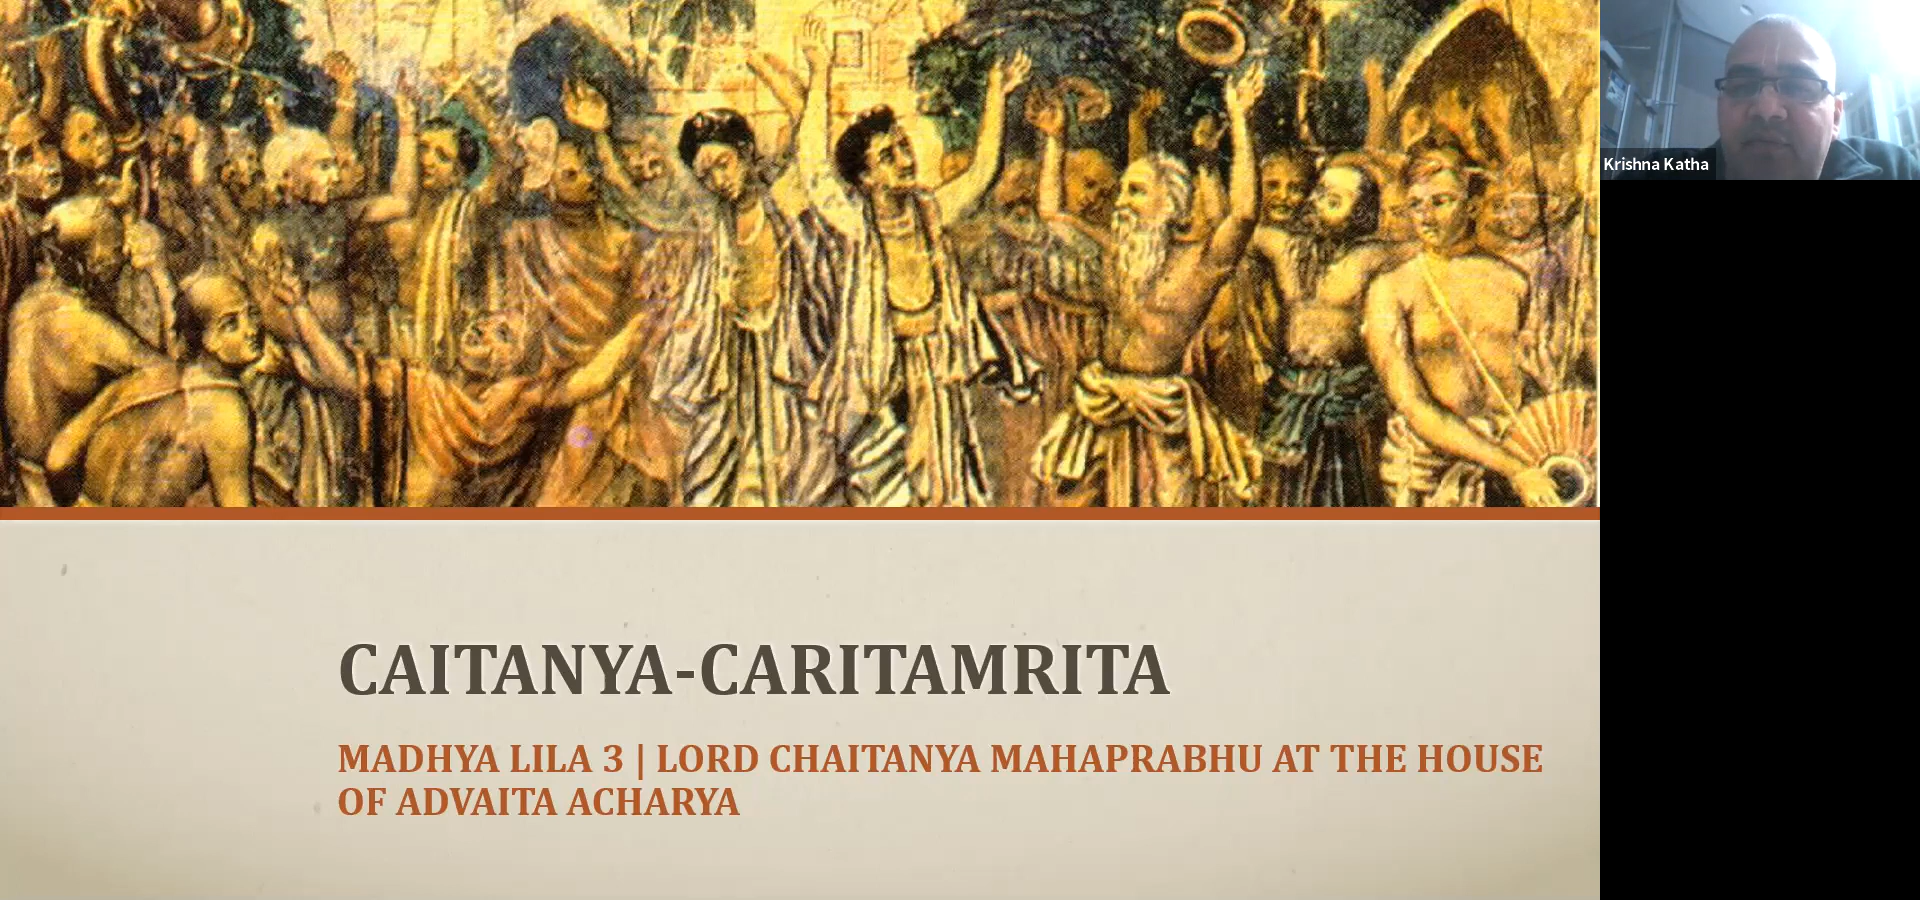 Krishna Katha
CAITANYA-CARITAMRITA
MADHYA LILA 3 | LORD CHAITANYA MAHAPRABHU AT THE HOUSE
OF ADVAITA ACHARYA